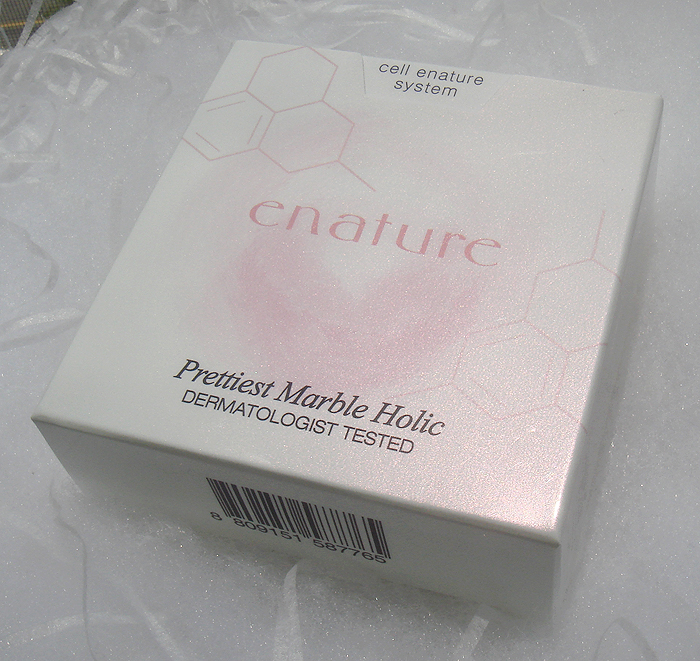 cell enature
system
enature
Prettiest Marble Holic
DERMATOLOGIST TESTED
8 809151 587765